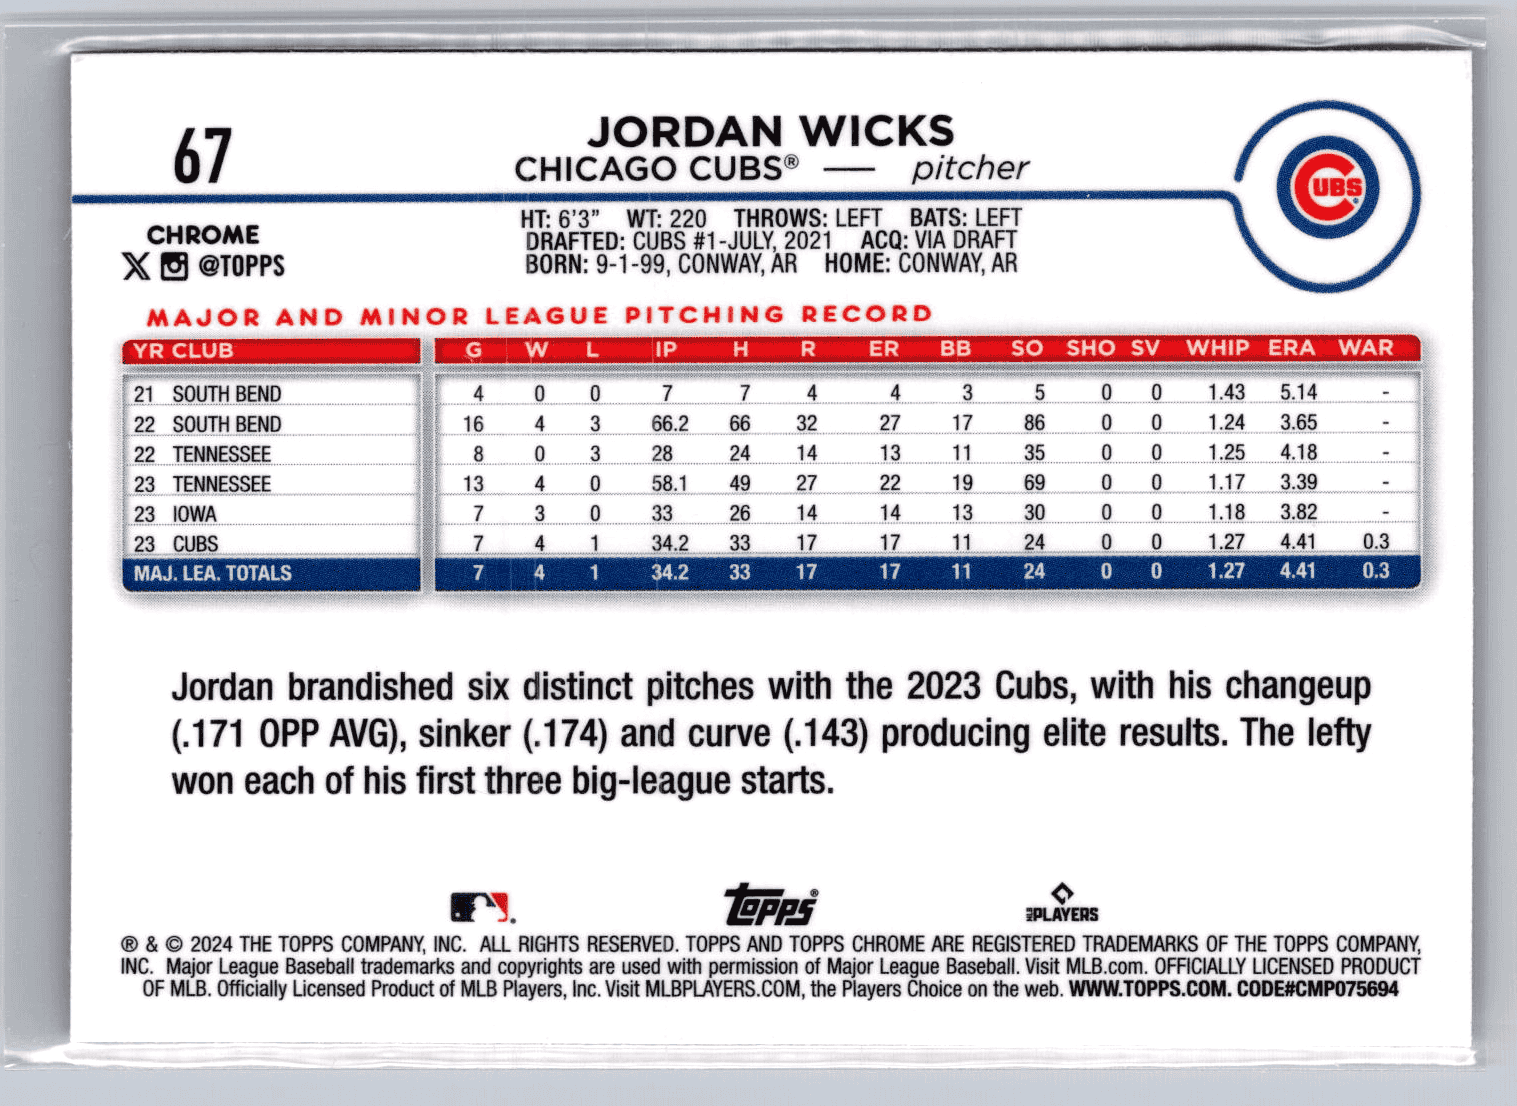 67
JORDAN WICKS
CHICAGO CUBS® — pitcher
CUBS
CHROME
X @TOPPS
HT: 6'3" WT: 220 THROWS: LEFT BATS: LEFT
DRAFTED: CUBS #1-JULY, 2021 ACQ: VIA DRAFT
BORN: 9-1-99, CONWAY, AR HOME: CONWAY, AR
MAJOR AND MINOR LEAGUE PITCHING RECORD
YR CLUB G W L IP H R ER BB SO SHO SV WHIP ERA WAR
21 SOUTH BEND 4 0 0 7 7 4 4 3 5 0 0 1.43 5.14 -
22 SOUTH BEND 16 4 3 66.2 66 32 27 17 86 0 0 1.24 3.65 -
22 TENNESSEE 8 0 3 28 24 14 13 11 35 0 0 1.25 4.18 -
23 TENNESSEE 13 4 0 58.1 49 27 22 19 69 0 0 1.17 3.39 -
23 IOWA 7 3 0 33 26 14 14 13 30 0 0 1.18 3.82 -
23 CUBS 7 4 1 34.2 33 17 17 11 24 0 0 1.27 4.41 0.3
MAJ. LEA. TOTALS 7 4 1 34.2 33 17 17 11 24 0 0 1.27 4.41 0.3
Jordan brandished six distinct pitches with the 2023 Cubs, with his changeup
(.171 OPP AVG), sinker (.174) and curve (.143) producing elite results. The lefty
won each of his first three big-league starts.
Topps®
MLB PLAYERS
® & © 2024 THE TOPPS COMPANY, INC. ALL RIGHTS RESERVED. TOPPS AND TOPPS CHROME ARE REGISTERED TRADEMARKS OF THE TOPPS COMPANY,
INC. Major League Baseball trademarks and copyrights are used with permission of Major League Baseball. Visit MLB.com. OFFICIALLY LICENSED PRODUCT
OF MLB. Officially Licensed Product of MLB Players, Inc. Visit MLBPLAYERS.COM, the Players Choice on the web. WWW.TOPPS.COM. CODE#CMP075694